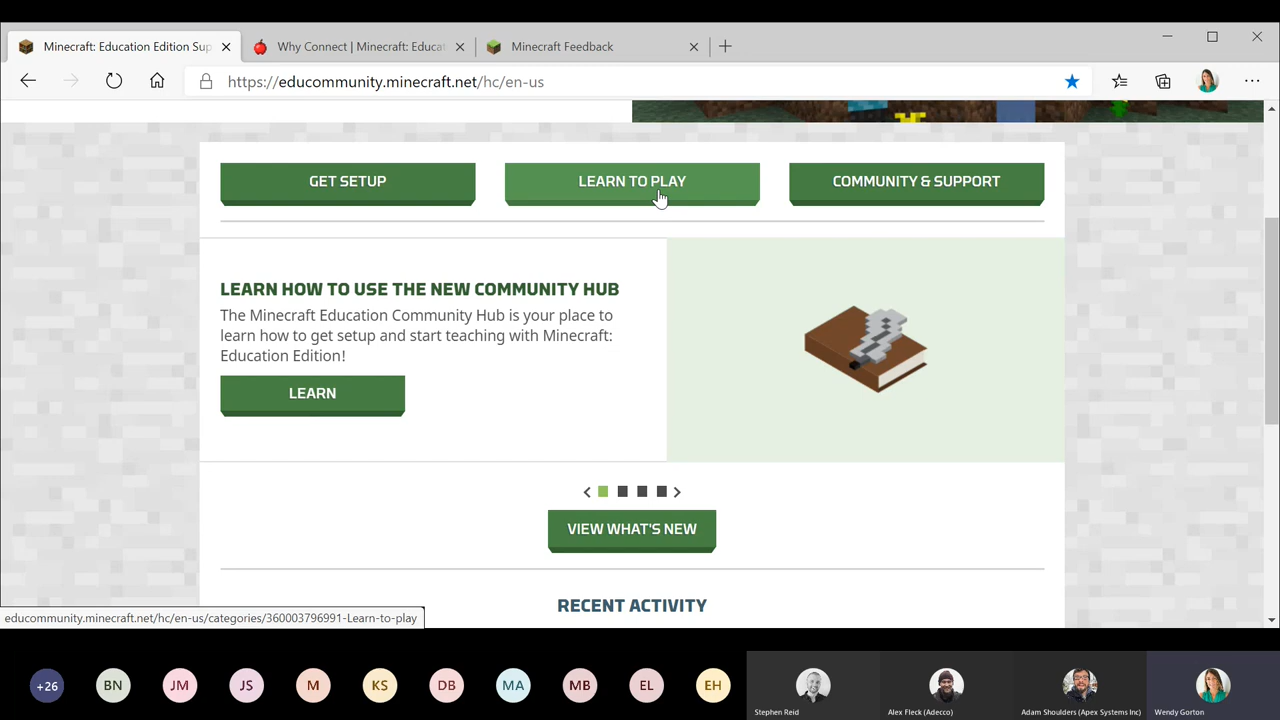 Minecraft: Education Edition Sup
Why Connect | Minecraft: Educat
Minecraft Feedback
https://educommunity.minecraft.net/hc/en-us
GET SETUP
LEARN TO PLAY
COMMUNITY & SUPPORT
LEARN HOW TO USE THE NEW COMMUNITY HUB
The Minecraft Education Community Hub is your place to
learn how to get setup and start teaching with Minecraft:
Education Edition!
LEARN
VIEW WHAT'S NEW
RECENT ACTIVITY
educommunity.minecraft.net/hc/en-us/categories/360003796991-Learn-to-play
+26
BN
JM
JS
M
KS
DB
MA
MB
EL
EH
Stephen Reid
Alex Fleck (Adecco)
Adam Shoulders (Apex Systems Inc)
Wendy Gorton